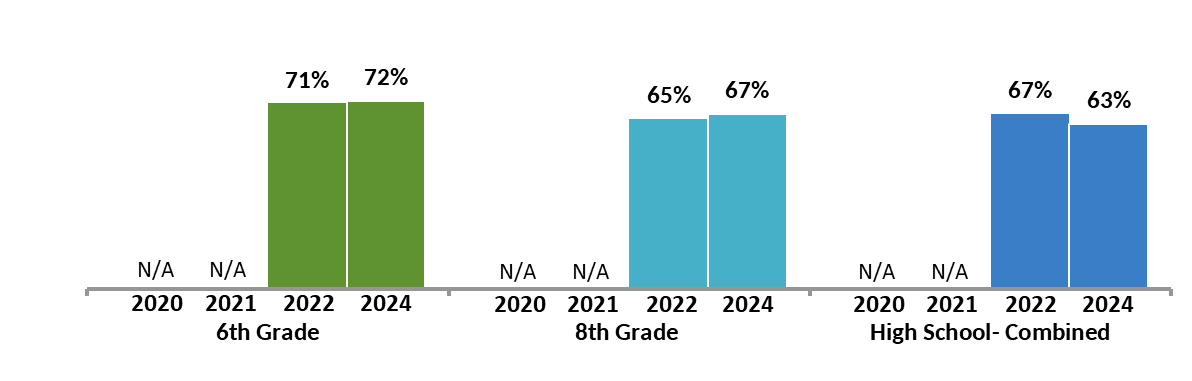 71% 72% 65% 67% 67% 63%
N/A N/A N/A N/A N/A N/A
2020 2021 2022 2024 2020 2021 2022 2024 2020 2021 2022 2024
6th Grade 8th Grade High School- Combined